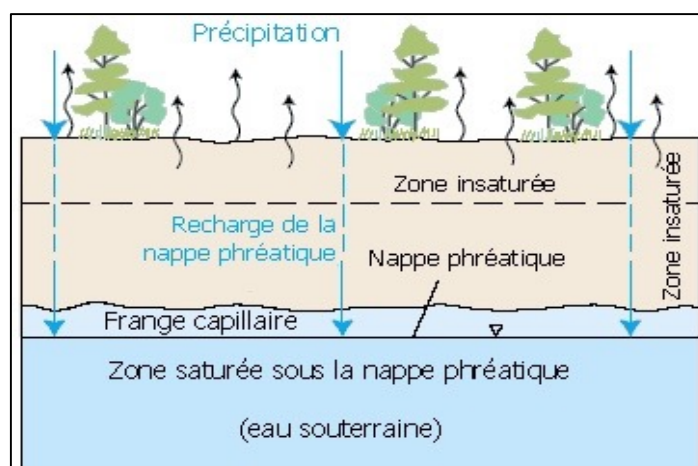 Précipitation
Zone insaturée
Zone insaturée
Recharge de la
nappe phréatique
Nappe phréatique
Frange capillaire
Zone saturée sous la nappe phréatique
(eau souterraine)